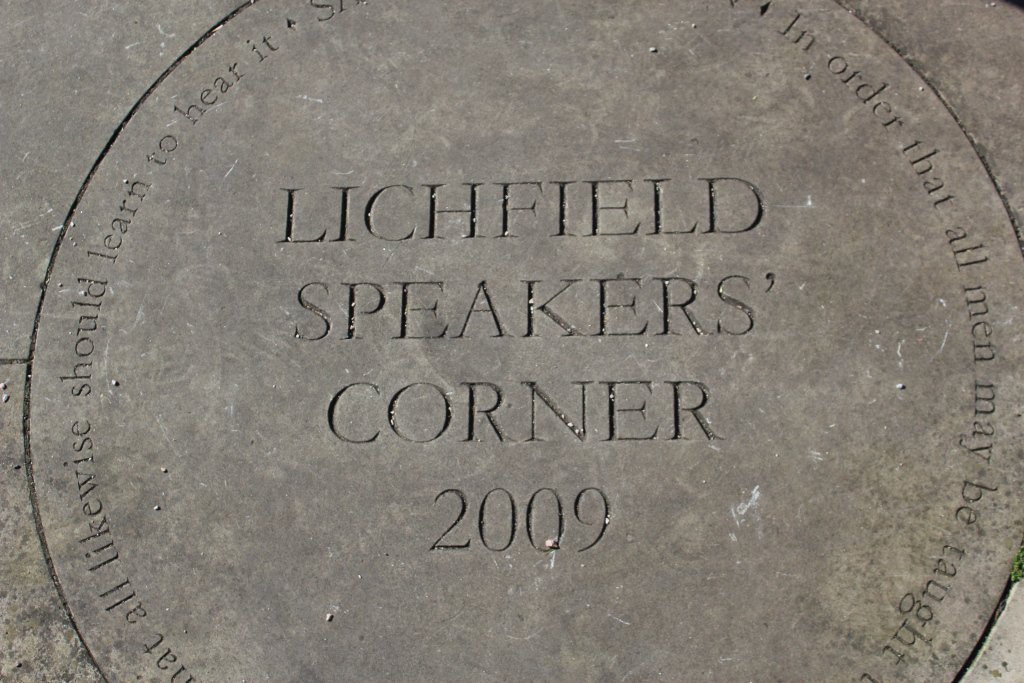 LICHFIELD
SPEAKERS'
CORNER
2009
In order that all men may be taught
all likewise should learn to hear it